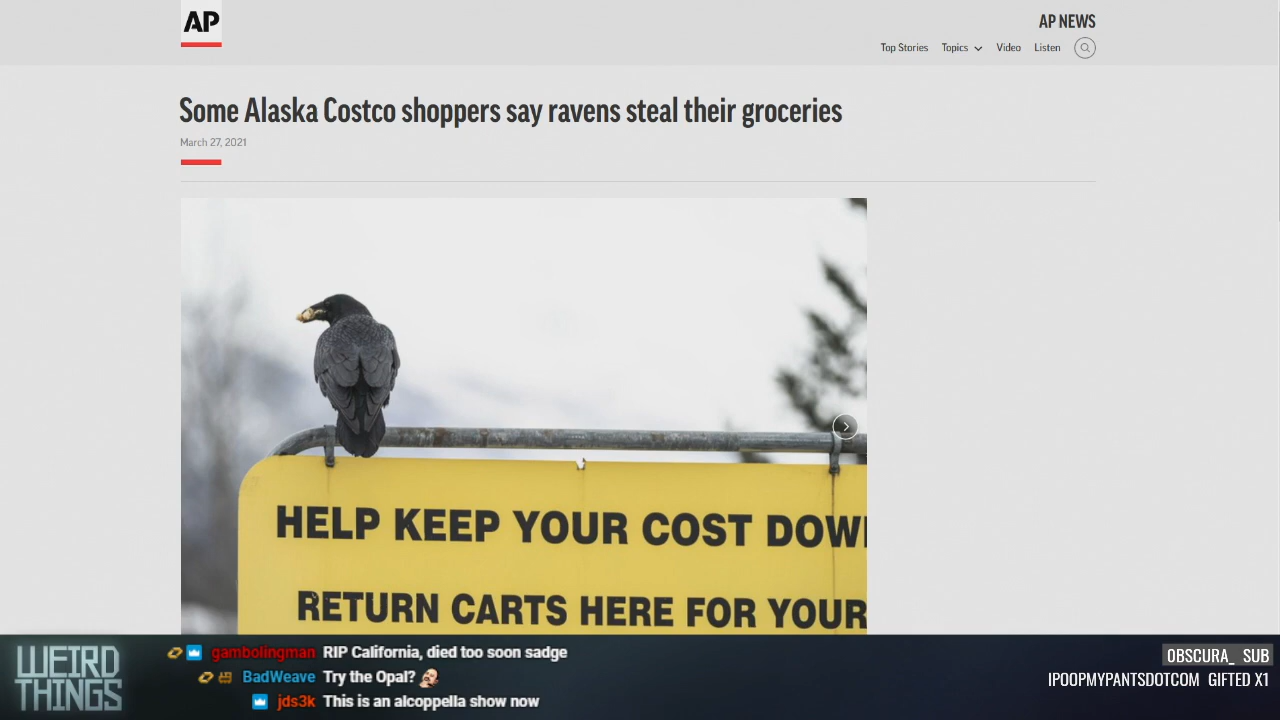 AP
AP NEWS
Top Stories Topics Video Listen
Some Alaska Costco shoppers say ravens steal their groceries
March 27, 2021
HELP KEEP YOUR COST DOWN
RETURN CARTS HERE FOR YOUR
WEIRD
THINGS
gambolingman RIP California, died too soon sadge
BadWeave Try the Opal?
jds3k This is an alcoppella show now
OBSCURA_ SUB
IPOOPMYPANTSDOTCOM GIFTED X1